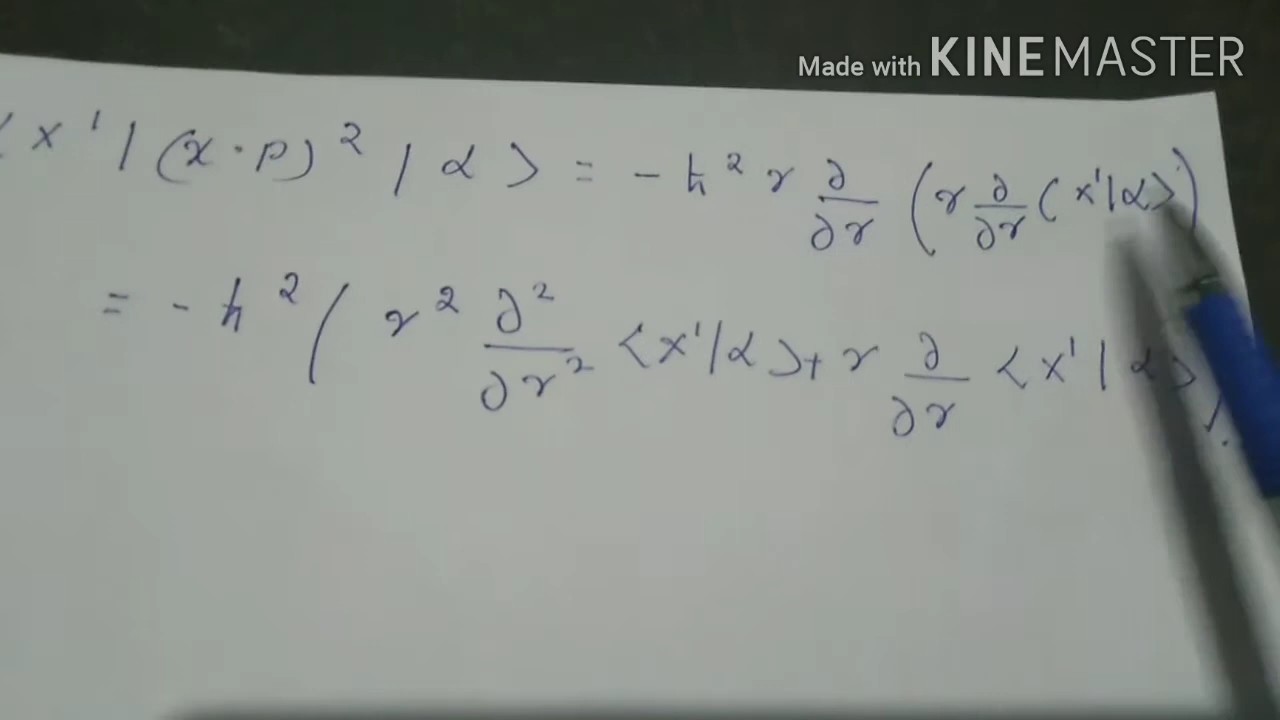 Made with KINEMASTER
⟨x'|(x·p)²|α⟩ = -ħ² r ∂/∂r (r ∂/∂r (x'|α⟩)
= -ħ² ( r² ∂²/∂r² ⟨x'|α⟩ + r ∂/∂r ⟨x'|α⟩ ).